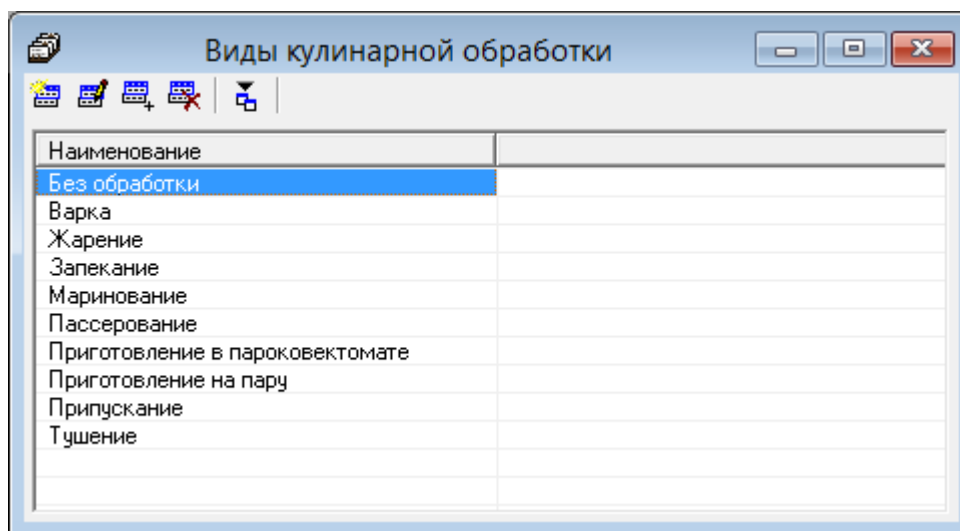 Виды кулинарной обработки
Наименование
Без обработки
Варка
Жарение
Запекание
Маринование
Пассерование
Приготовление в пароковектомате
Приготовление на пару
Припускание
Тушение